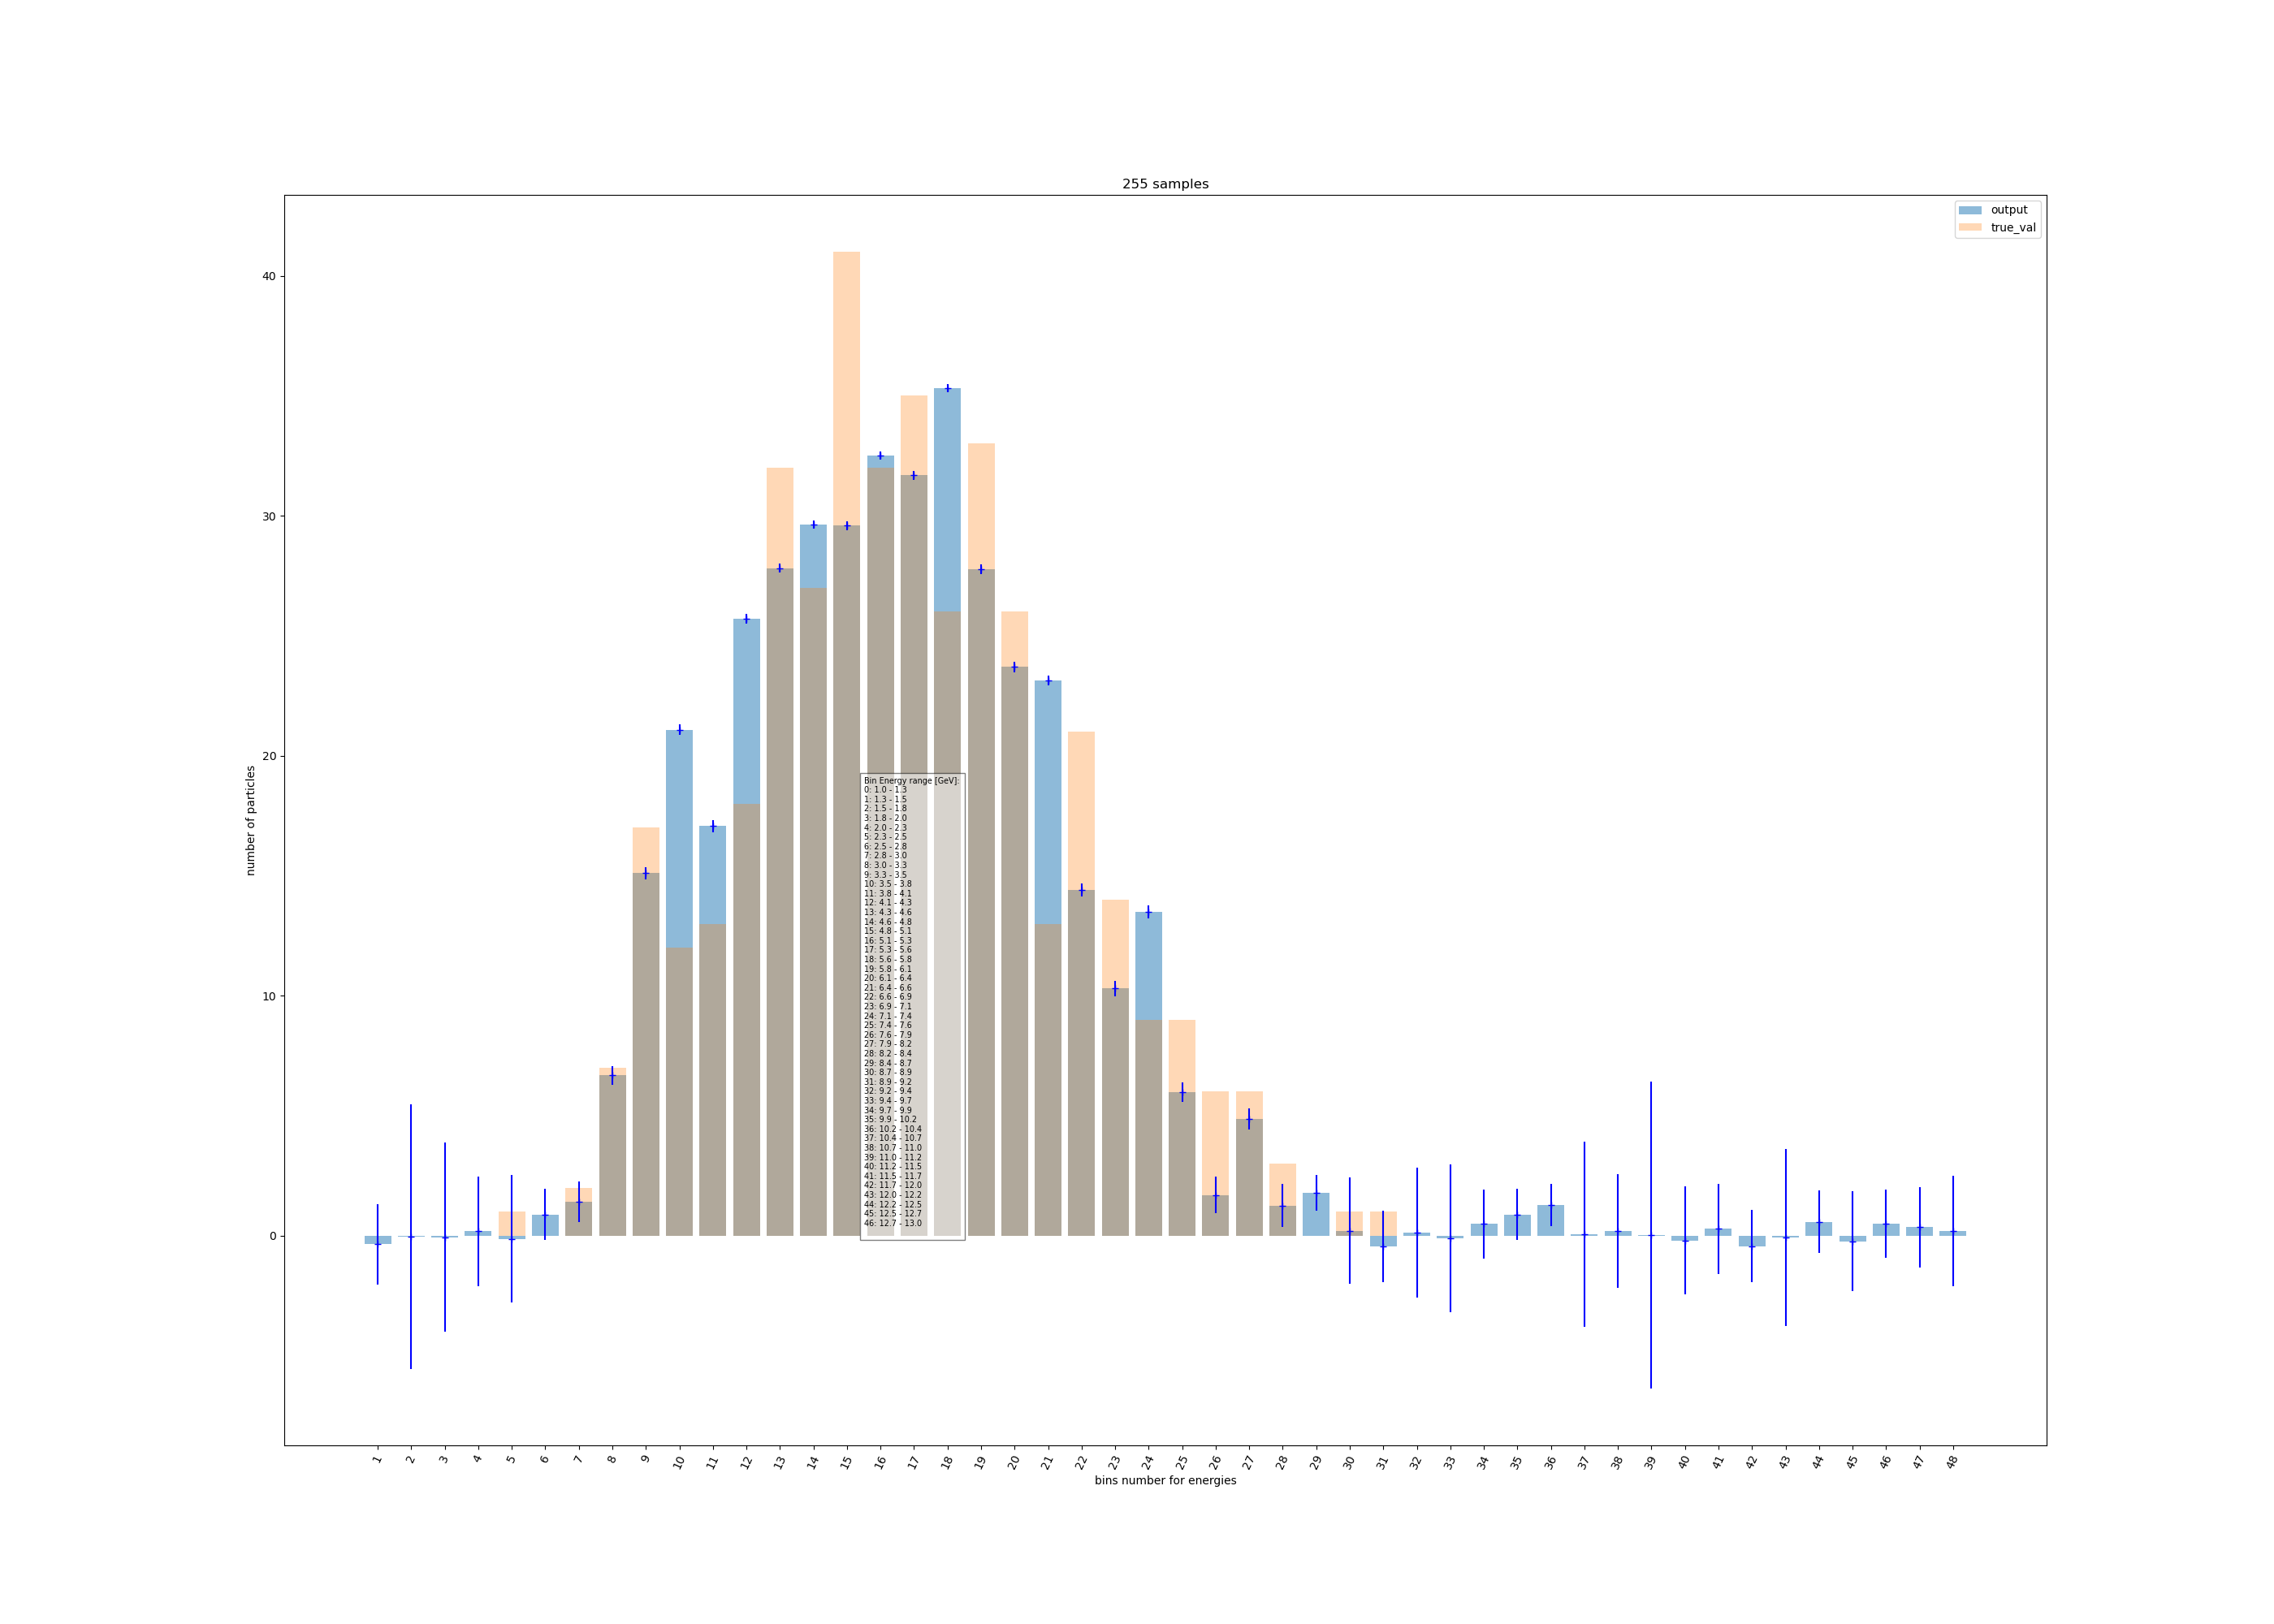 255 samples
output
true_val
40
30
20
10
0
number of particles
Bin Energy range [GeV]:
0: 1.0 - 1.3
1: 1.3 - 1.5
2: 1.5 - 1.8
3: 1.8 - 2.0
4: 2.0 - 2.3
5: 2.3 - 2.5
6: 2.5 - 2.8
7: 2.8 - 3.0
8: 3.0 - 3.3
9: 3.3 - 3.5
10: 3.5 - 3.8
11: 3.8 - 4.1
12: 4.1 - 4.3
13: 4.3 - 4.6
14: 4.6 - 4.8
15: 4.8 - 5.1
16: 5.1 - 5.3
17: 5.3 - 5.6
18: 5.6 - 5.8
19: 5.8 - 6.1
20: 6.1 - 6.4
21: 6.4 - 6.6
22: 6.6 - 6.9
23: 6.9 - 7.1
24: 7.1 - 7.4
25: 7.4 - 7.6
26: 7.6 - 7.9
27: 7.9 - 8.2
28: 8.2 - 8.4
29: 8.4 - 8.7
30: 8.7 - 8.9
31: 8.9 - 9.2
32: 9.2 - 9.4
33: 9.4 - 9.7
34: 9.7 - 9.9
35: 9.9 - 10.2
36: 10.2 - 10.4
37: 10.4 - 10.7
38: 10.7 - 11.0
39: 11.0 - 11.2
40: 11.2 - 11.5
41: 11.5 - 11.7
42: 11.7 - 12.0
43: 12.0 - 12.2
44: 12.2 - 12.5
45: 12.5 - 12.7
46: 12.7 - 13.0
1 2 3 4 5 6 7 8 9 10 11 12 13 14 15 16 17 18 19 20 21 22 23 24 25 26 27 28 29 30 31 32 33 34 35 36 37 38 39 40 41 42 43 44 45 46 47 48
bins number for energies